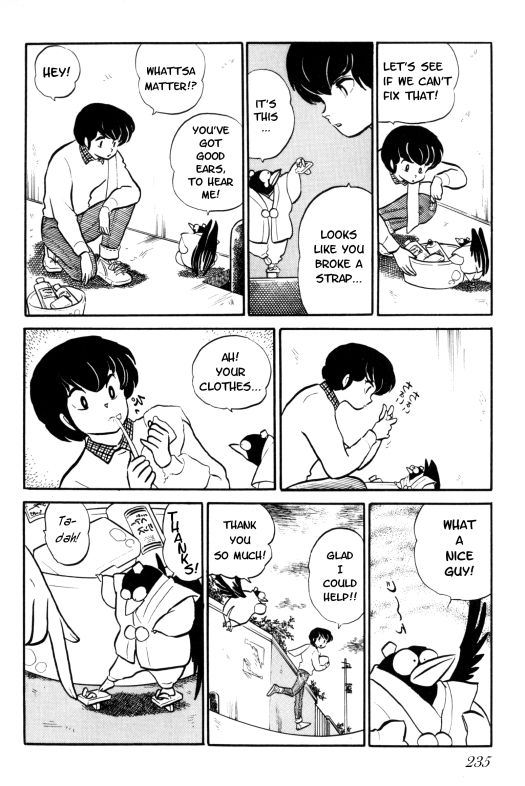 HEY!
WHATTSA
MATTER!?
YOU'VE
GOT
GOOD
EARS,
TO HEAR
ME!
IT'S
THIS
...
LOOKS
LIKE YOU
BROKE A
STRAP...
LET'S SEE
IF WE CAN'T
FIX THAT!
AH!
YOUR
CLOTHES...
Ta-
dah!
THANKS!
THANK
YOU
SO MUCH!
GLAD
I
COULD
HELP!!
WHAT
A
NICE
GUY!
235